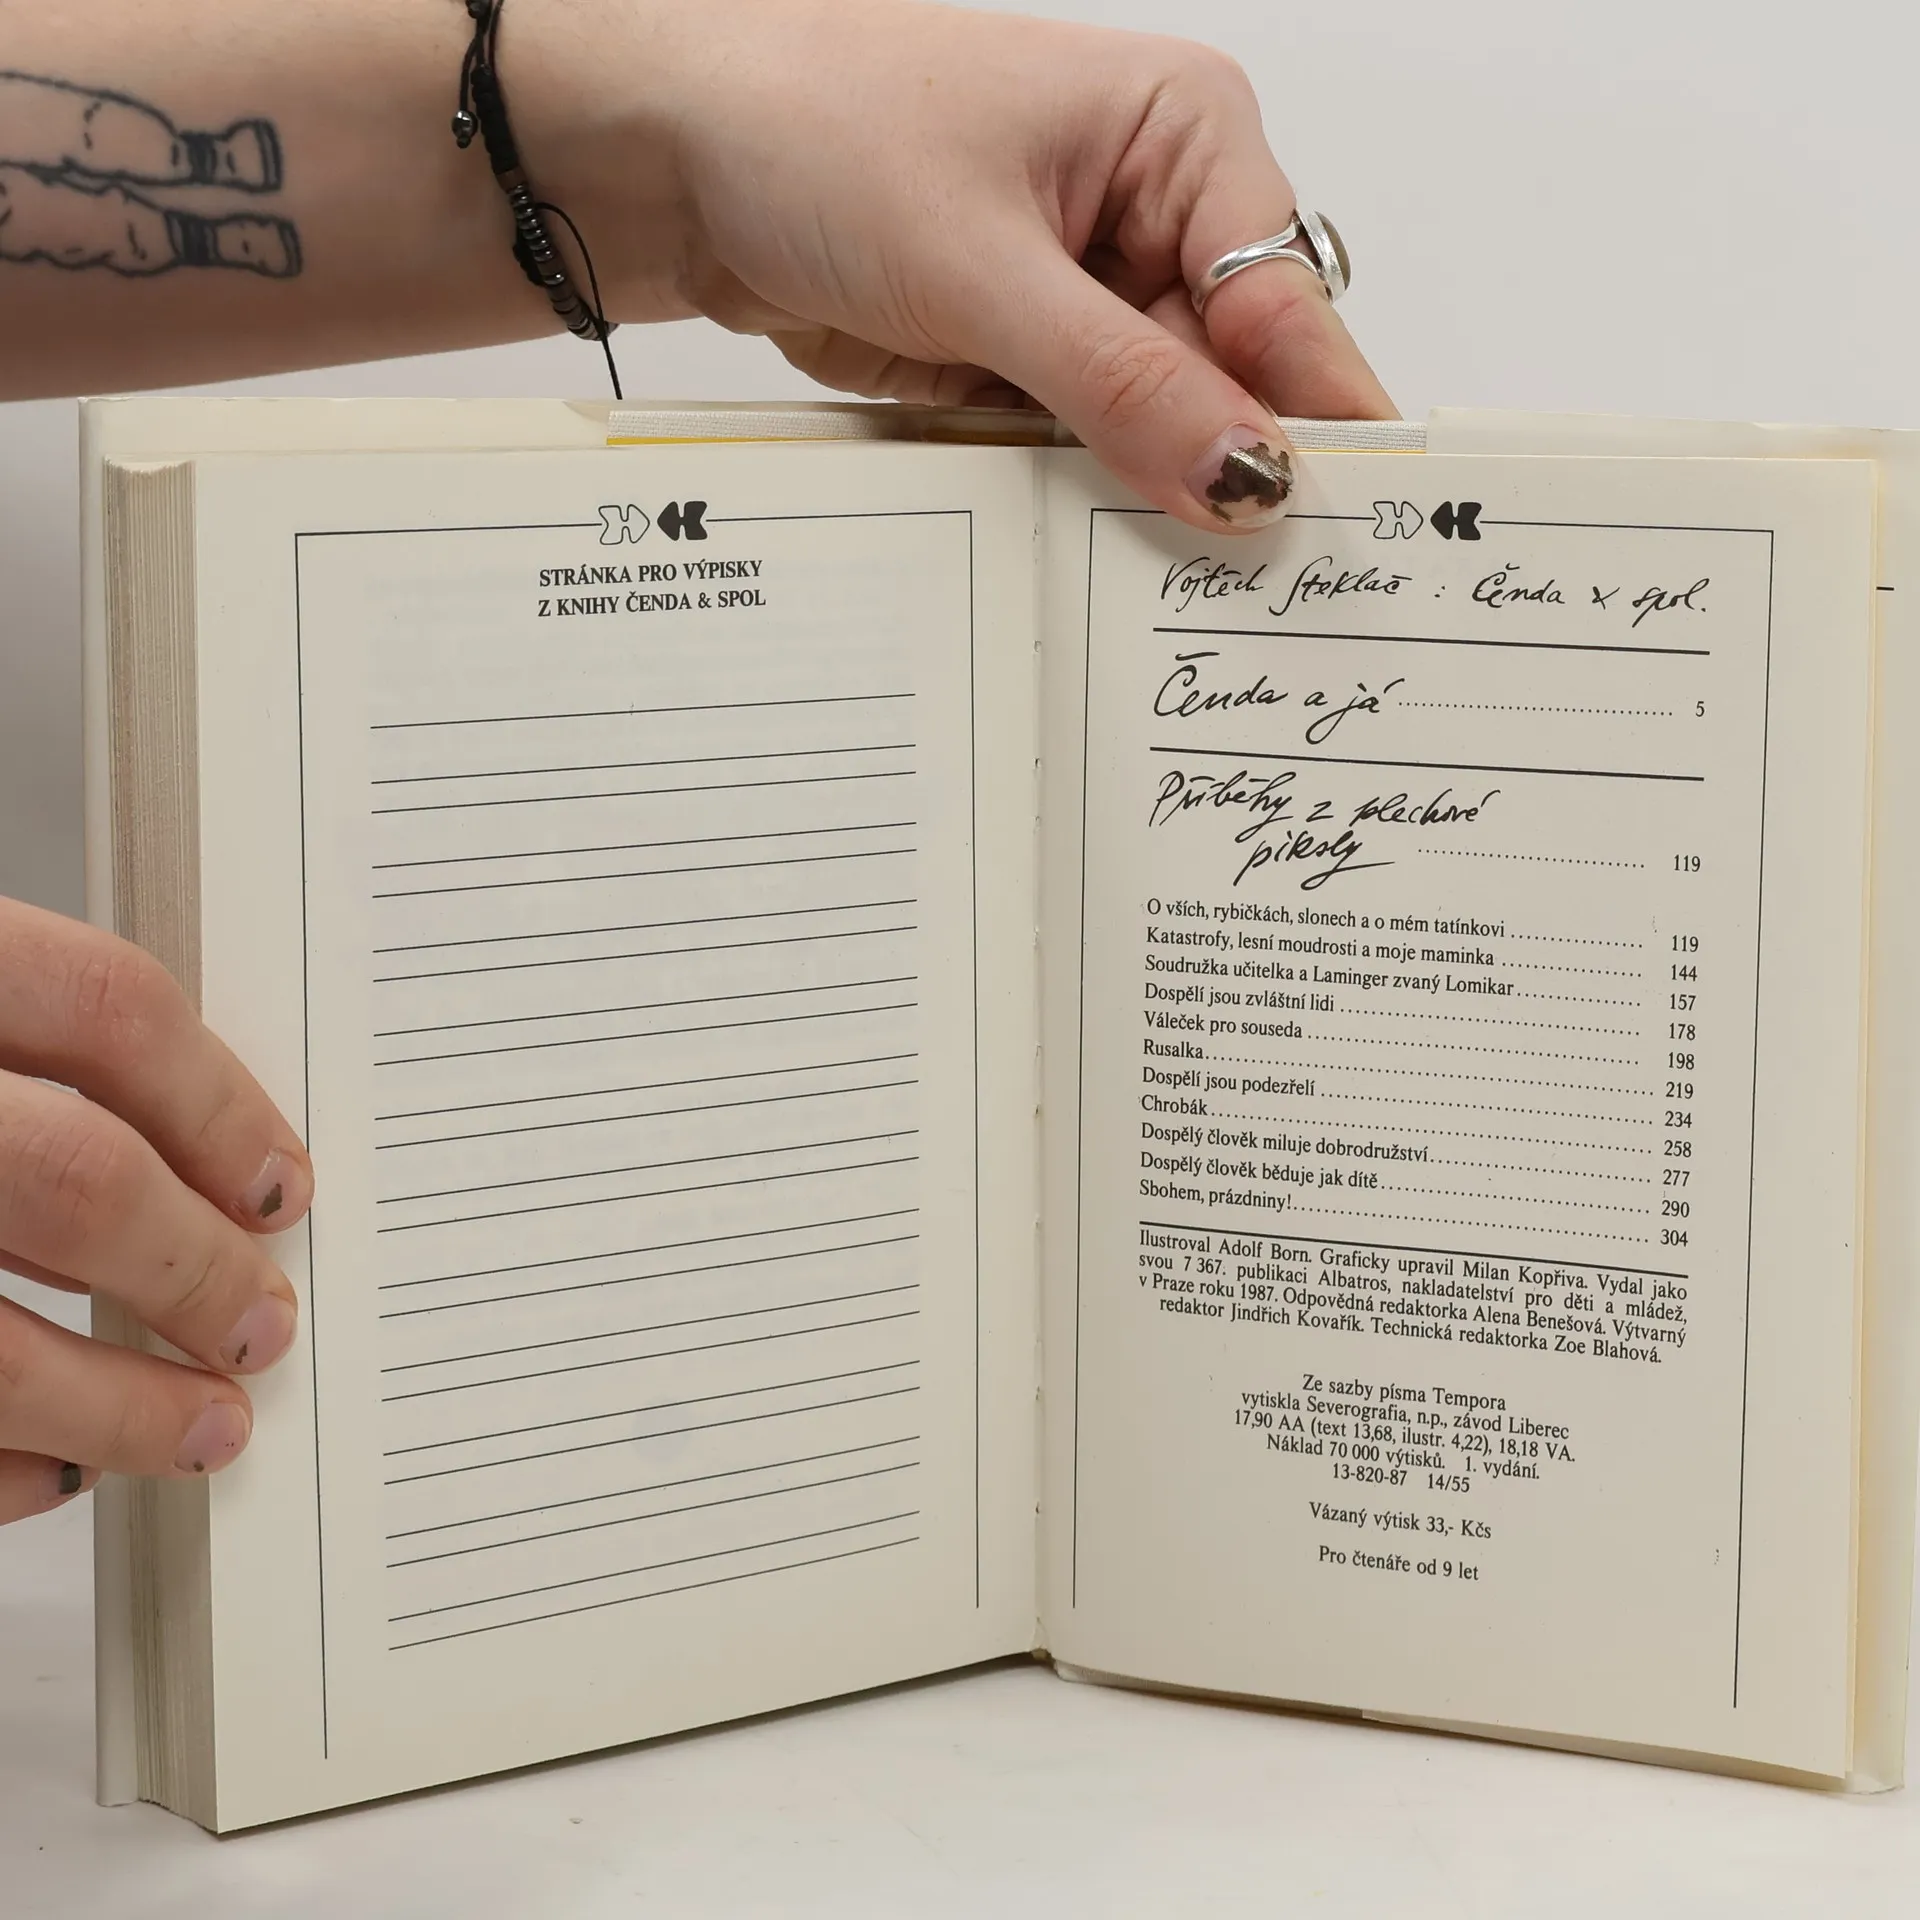 STRÁNKA PRO VÝPISKY
Z KNIHY ČENDA & SPOL
Vojtěch Steklač : Čenda & spol.
Čenda a já ........................................ 5
Příběhy z plechové
piksly ........................................ 119
O vších, rybičkách, slonech a o mém tatínkovi .................. 119
Katastrofy, lesní moudrosti a moje maminka .................. 144
Soudružka učitelka a Laminger zvaný Lomikar .................. 157
Dospělí jsou zvláštní lidi ........................................ 178
Váleček pro souseda ........................................ 198
Rusalka ........................................ 219
Dospělí jsou podezřelí ........................................ 234
Chrobák ........................................ 258
Dospělý člověk miluje dobrodružství ........................................ 277
Dospělý člověk běduje jak dítě ........................................ 290
Sbohem, prázdniny! ........................................ 304
Ilustroval Adolf Born. Graficky upravil Milan Kopřiva. Vydal jako
svou 7 367. publikaci Albatros, nakladatelství pro děti a mládež,
v Praze roku 1987. Odpovědná redaktorka Alena Benešová. Výtvarný
redaktor Jindřich Kovařík. Technická redaktorka Zoe Blahová.
Ze sazby písma Tempora
vytiskla Severografia, n.p., závod Liberec
17,90 AA (text 13,68, ilustr. 4,22), 18,18 VA.
Náklad 70 000 výtisků. 1. vydání.
13-820-87 14/55
Vázaný výtisk 33,- Kčs
Pro čtenáře od 9 let